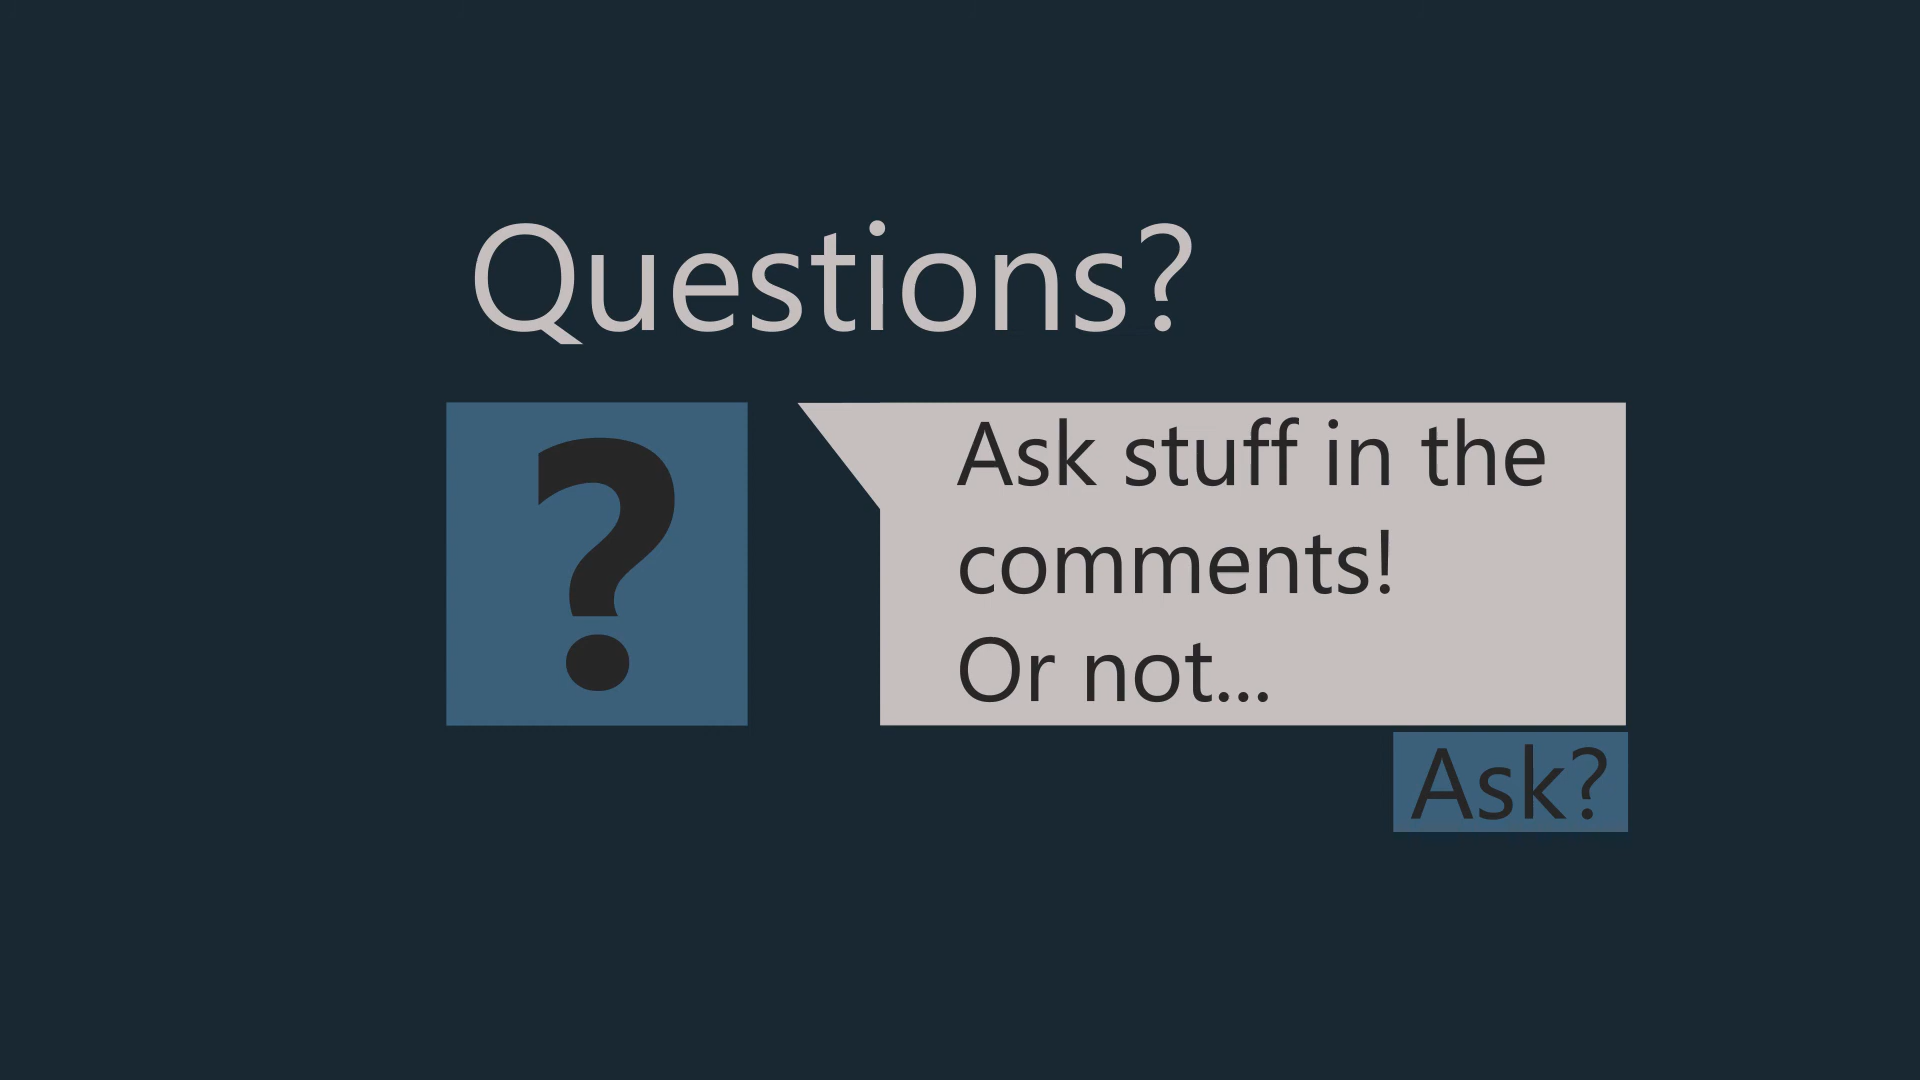 Questions?
?
Ask stuff in the
comments!
Or not...
Ask?